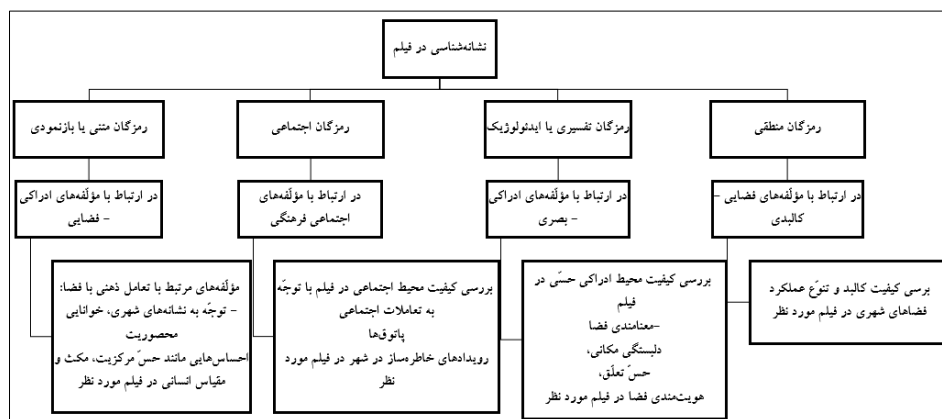 نشانه‌شناسی در فیلم
رمزگان منطقی
رمزگان تفسیری یا ایدئولوژیک
رمزگان اجتماعی
رمزگان متنی یا بازنمودی
در ارتباط با مؤلّفه‌های فضایی –
کالبدی
در ارتباط با مؤلّفه‌های ادراکی
– بصری
در ارتباط با مؤلّفه‌های
اجتماعی فرهنگی
در ارتباط با مؤلّفه‌های ادراکی
– فضایی
برسی کیفیت کالبد و تنوّع عملکرد
فضاهای شهری در فیلم مورد نظر
بررسی کیفیت محیط ادراکی حسّی در
فیلم
-معنامندی فضا
دلبستگی مکانی،
حسّ تعلّق،
هویت‌مندی فضا در فیلم مورد نظر
بررسی کیفیت محیط اجتماعی در فیلم با توجّه
به تعاملات اجتماعی
پاتوق‌ها
رویدادهای خاطره‌ساز در شهر در فیلم مورد
نظر
مؤلّفه‌های مرتبط با تعامل ذهنی با فضا:
– توجّه به نشانه‌های شهری، خوانایی
محصوریت
احساس‌هایی مانند حسّ مرکزیت، مکث و
مقیاس انسانی در فیلم مورد نظر